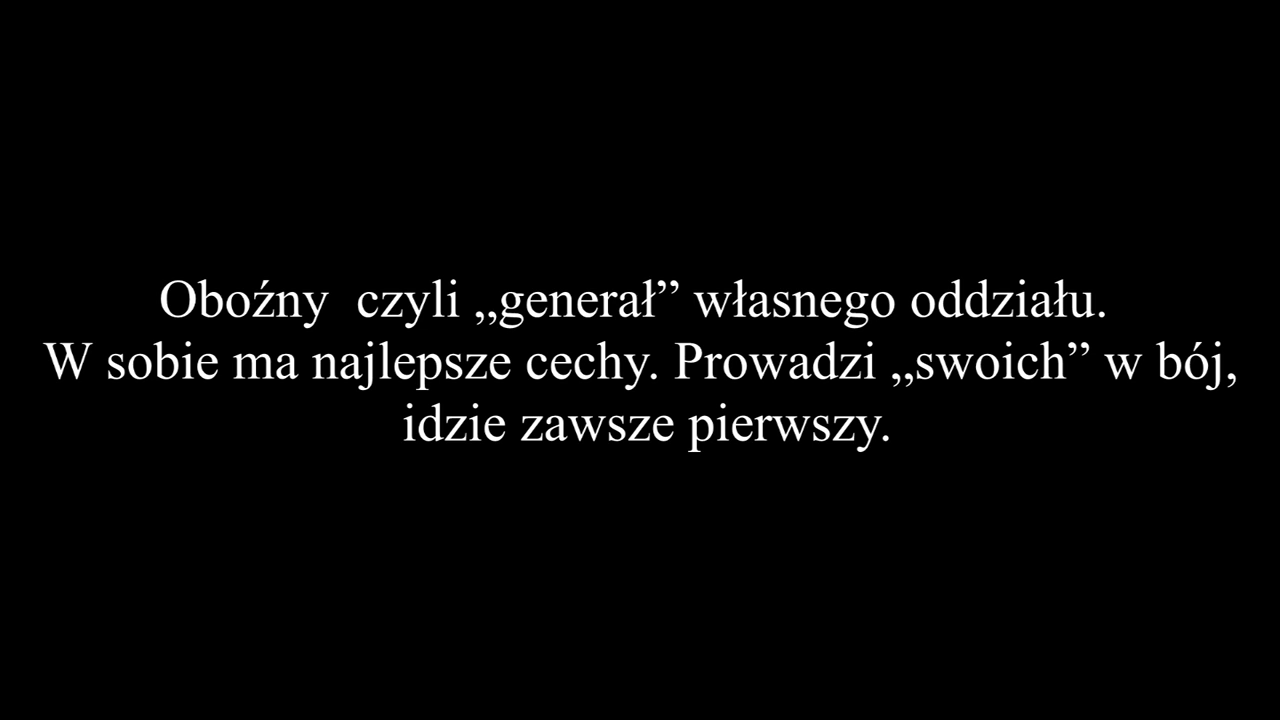 Oboźny  czyli „generał” własnego oddziału.
W sobie ma najlepsze cechy. Prowadzi „swoich” w bój,
idzie zawsze pierwszy.